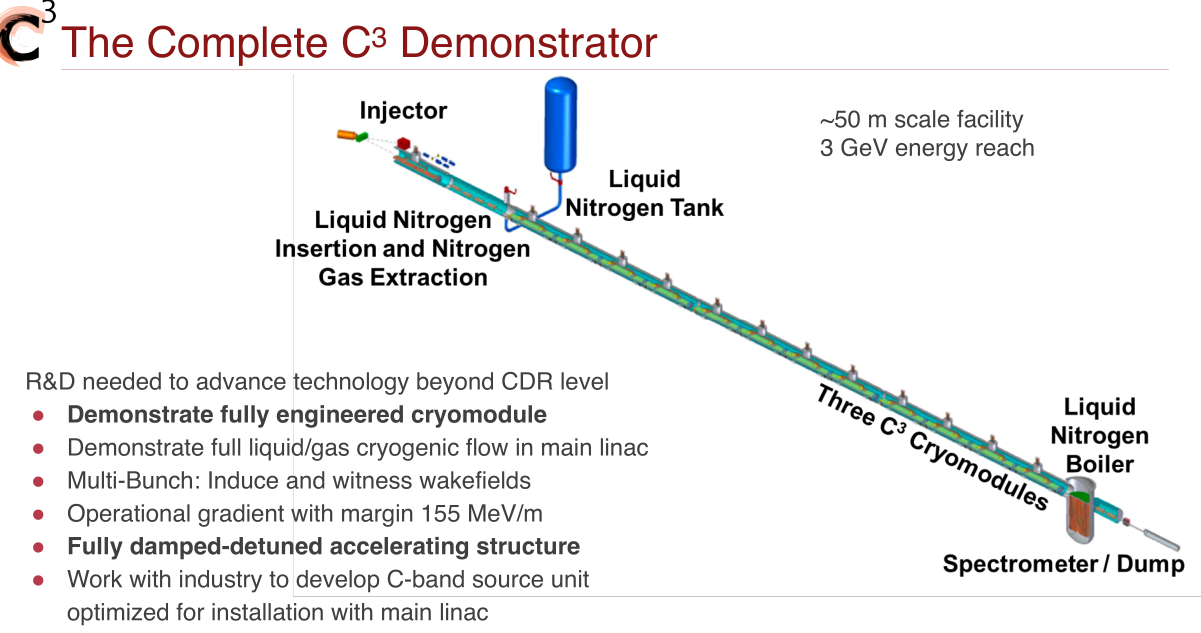 C³
The Complete C³ Demonstrator
Injector
~50 m scale facility
3 GeV energy reach
Liquid
Nitrogen Tank
Liquid Nitrogen
Insertion and Nitrogen
Gas Extraction
R&D needed to advance technology beyond CDR level
● Demonstrate fully engineered cryomodule
● Demonstrate full liquid/gas cryogenic flow in main linac
● Multi-Bunch: Induce and witness wakefields
● Operational gradient with margin 155 MeV/m
● Fully damped-detuned accelerating structure
● Work with industry to develop C-band source unit
optimized for installation with main linac
Three C³ Cryomodules
Liquid
Nitrogen
Boiler
Spectrometer / Dump